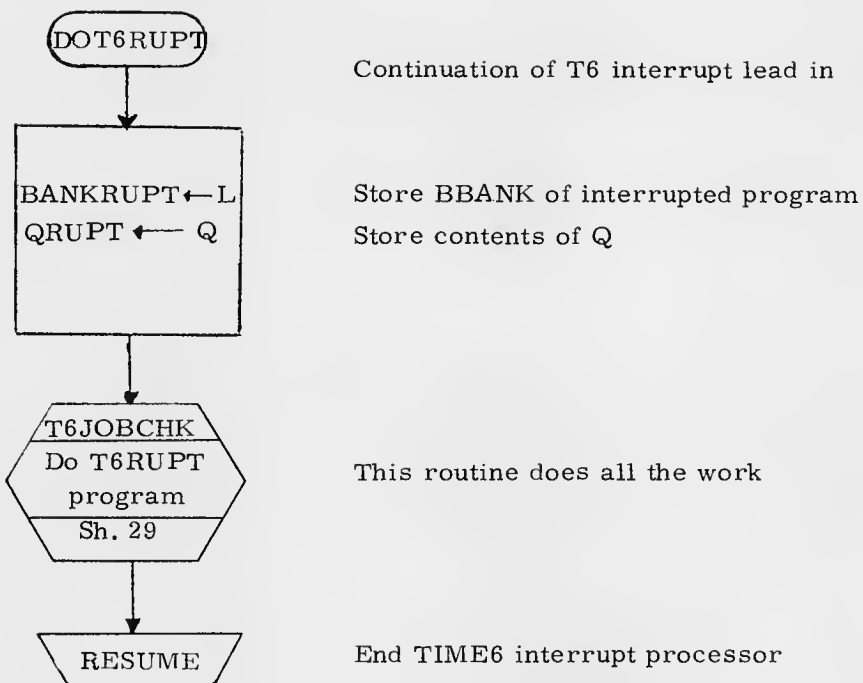 DOT6RUPT
Continuation of T6 interrupt lead in
BANKRUPT ← L
Store BBANK of interrupted program
QRUPT ← Q
Store contents of Q
T6JOBCHK
Do T6RUPT
program
Sh. 29
This routine does all the work
RESUME
End TIME6 interrupt processor